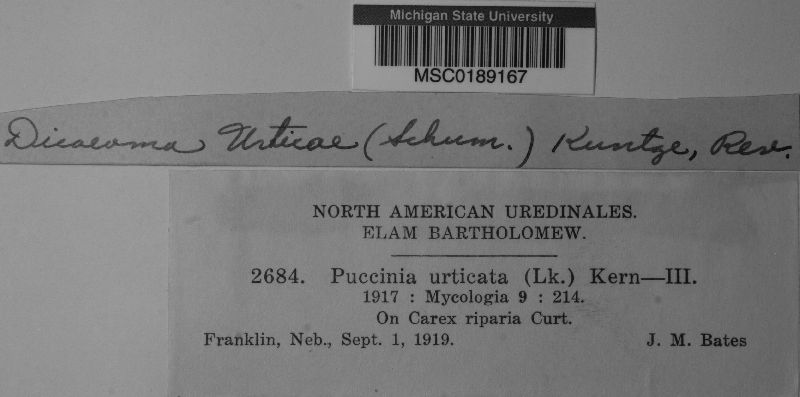 Michigan State University
MSC0189167
Dicaeoma Urticae (Schum.) Kuntze, Rev.
NORTH AMERICAN UREDINALES.
ELAM BARTHOLOMEW.
2684. Puccinia urticata (Lk.) Kern—III.
1917 : Mycologia 9 : 214.
On Carex riparia Curt.
Franklin, Neb., Sept. 1, 1919. J. M. Bates